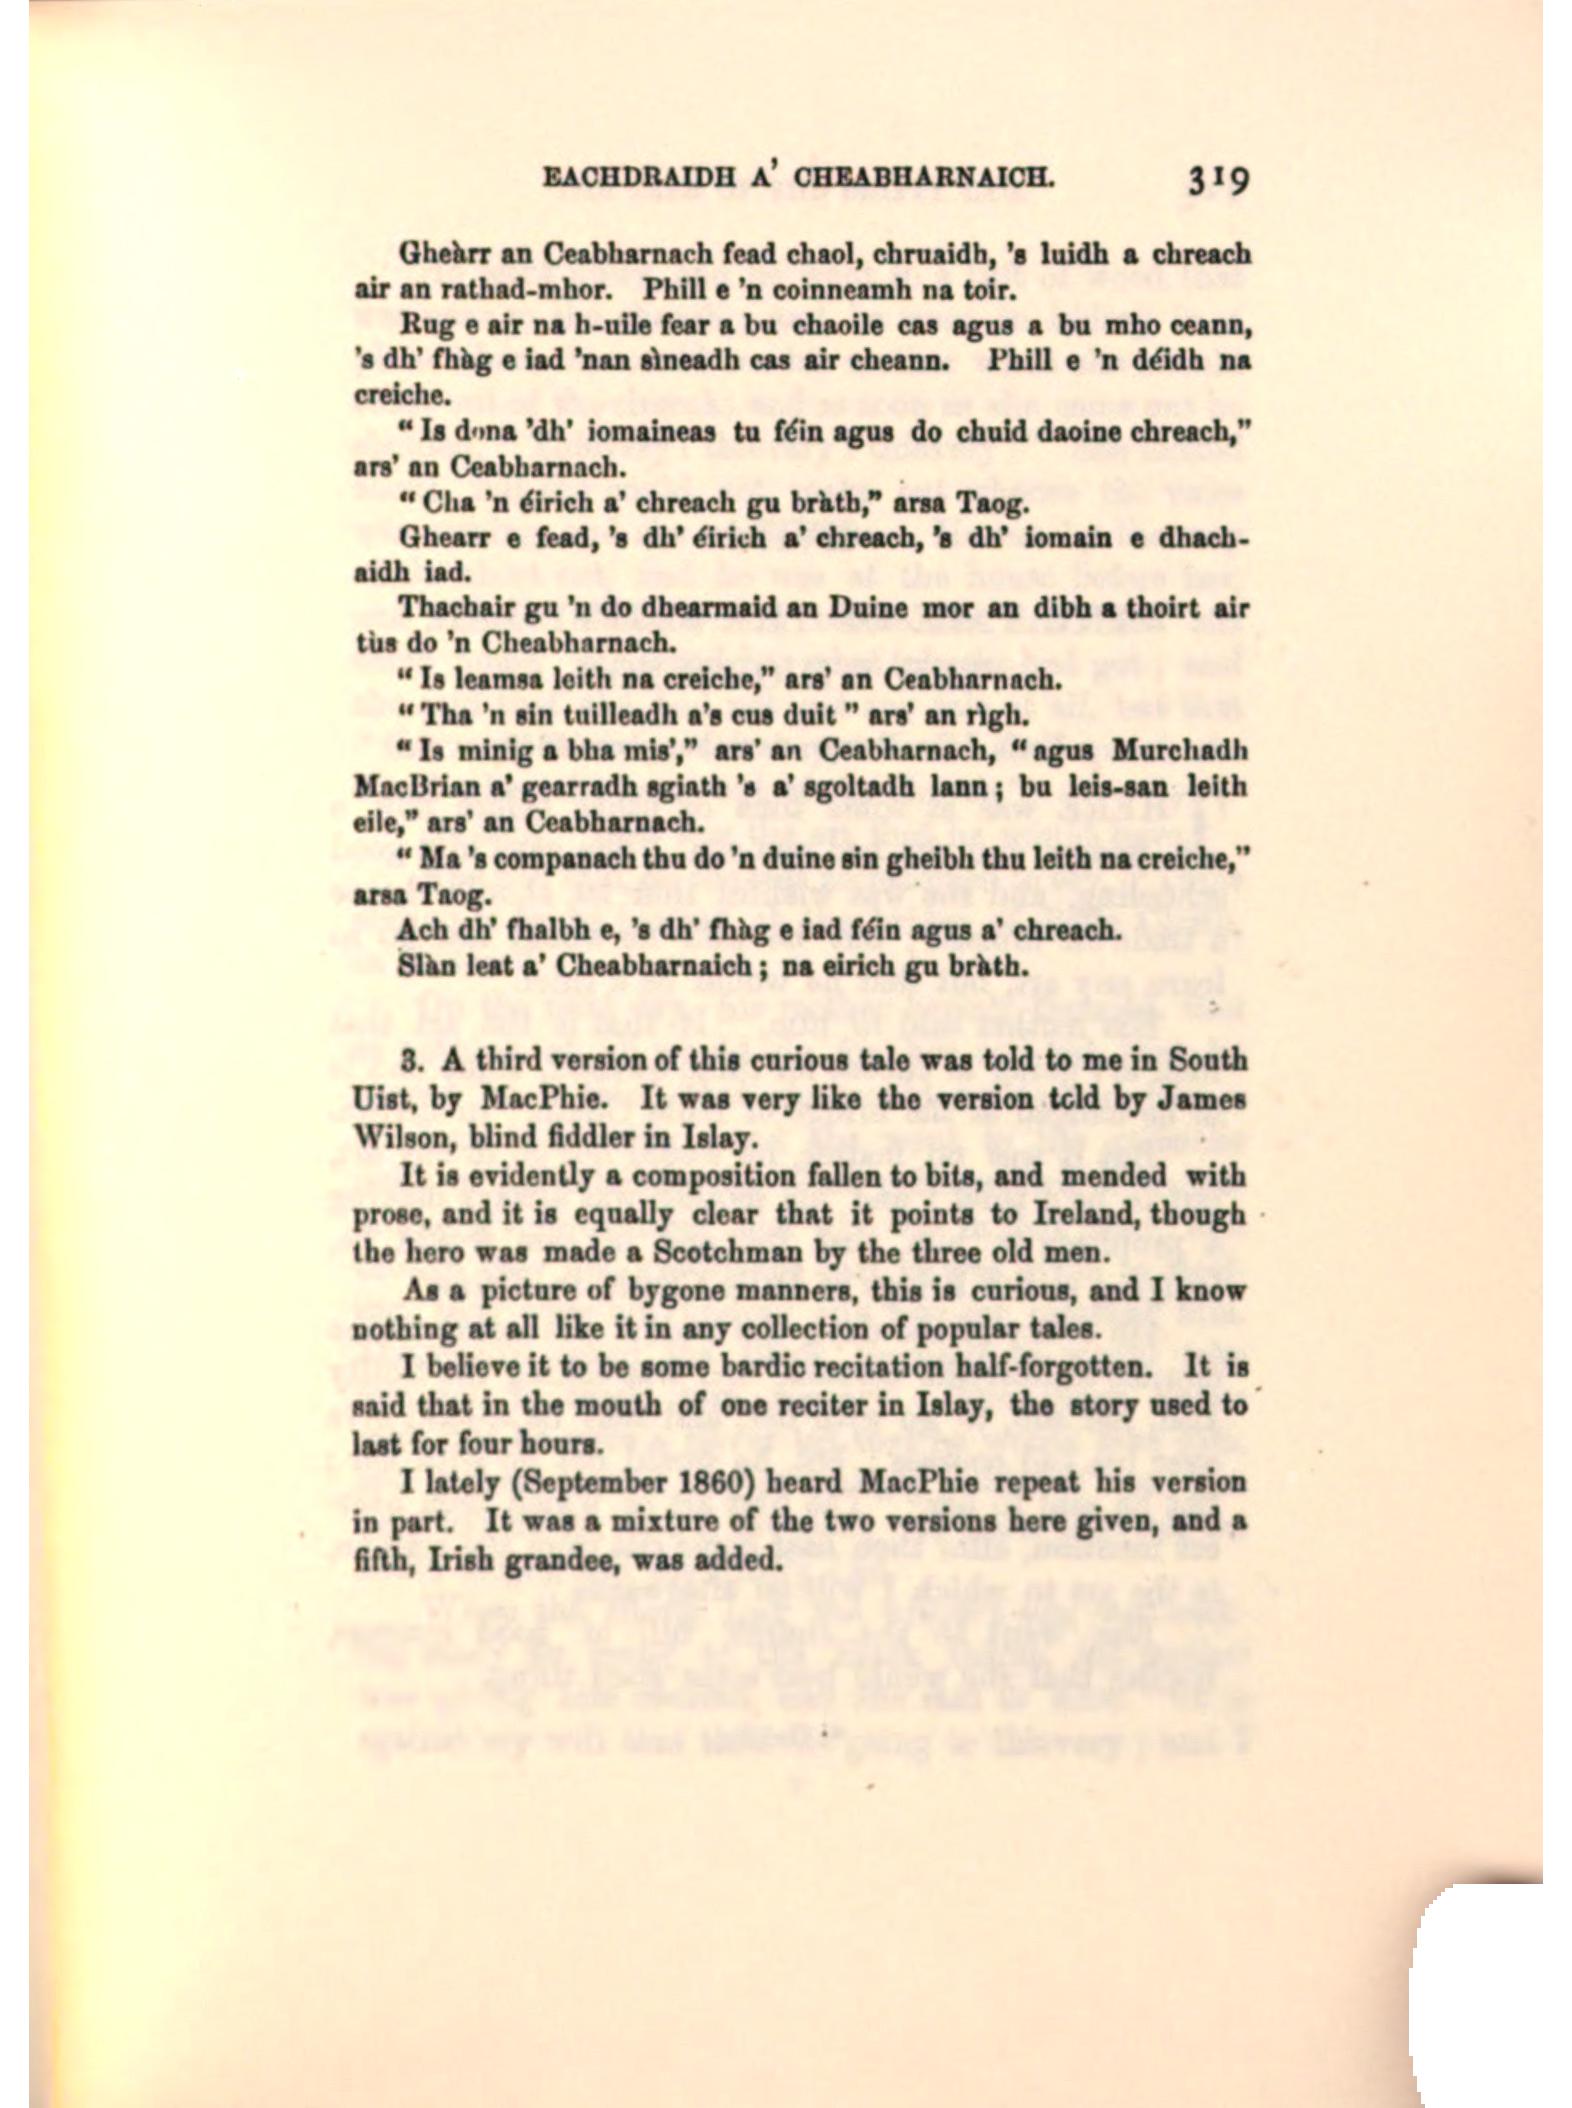 EACHDRAIDH A' CHEABHARNAICH. 319
Gheàrr an Ceabharnach fead chaol, chruaidh, 's luidh a chreach
air an rathad-mhor. Phill e 'n coinneamh na toir.
Rug e air na h-uile fear a bu chaoile cas agus a bu mho ceann,
's dh' fhàg e iad 'nan sìneadh cas air cheann. Phill e 'n déidh na
creiche.
“Is dona 'dh' iomaineas tu féin agus do chuid daoine chreach,”
ars' an Ceabharnach.
“Cha 'n éirich a' chreach gu bràth,” arsa Taog.
Ghearr e fead, 's dh' éirich a' chreach, 's dh' iomain e dhach-
aidh iad.
Thachair gu 'n do dhearmaid an Duine mor an dibh a thoirt air
tùs do 'n Cheabharnach.
“Is leamsa leith na creiche,” ars' an Ceabharnach.
“Tha 'n sin tuilleadh a's cus duit” ars' an rìgh.
“Is minig a bha mis',” ars' an Ceabharnach, “agus Murchadh
MacBrian a' gearradh sgiath 's a' sgoltadh lann; bu leis-san leith
eile,” ars' an Ceabharnach.
“Ma 's companach thu do 'n duine sin gheibh thu leith na creiche,”
arsa Taog.
Ach dh' fhalbh e, 's dh' fhàg e iad féin agus a' chreach.
Slàn leat a' Cheabharnaich; na eirich gu bràth.
3. A third version of this curious tale was told to me in South
Uist, by MacPhie. It was very like the version told by James
Wilson, blind fiddler in Islay.
It is evidently a composition fallen to bits, and mended with
prose, and it is equally clear that it points to Ireland, though
the hero was made a Scotchman by the three old men.
As a picture of bygone manners, this is curious, and I know
nothing at all like it in any collection of popular tales.
I believe it to be some bardic recitation half-forgotten. It is
said that in the mouth of one reciter in Islay, the story used to
last for four hours.
I lately (September 1860) heard MacPhie repeat his version
in part. It was a mixture of the two versions here given, and a
fifth, Irish grandee, was added.